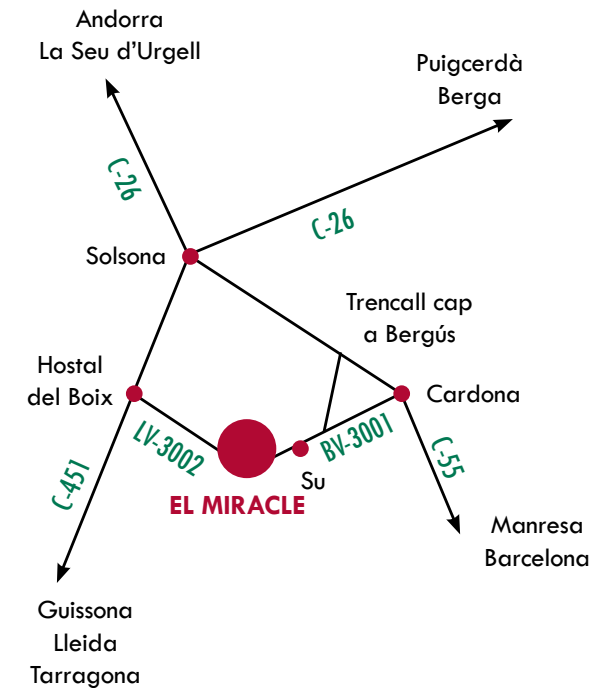 Andorra
La Seu d’Urgell
Puigcerdà
Berga
C-26
C-26
Solsona
Trencall cap
a Bergús
Hostal
del Boix
Cardona
LV-3002
BV-3001
C-55
C-451
Su
EL MIRACLE
Manresa
Barcelona
Guissona
Lleida
Tarragona